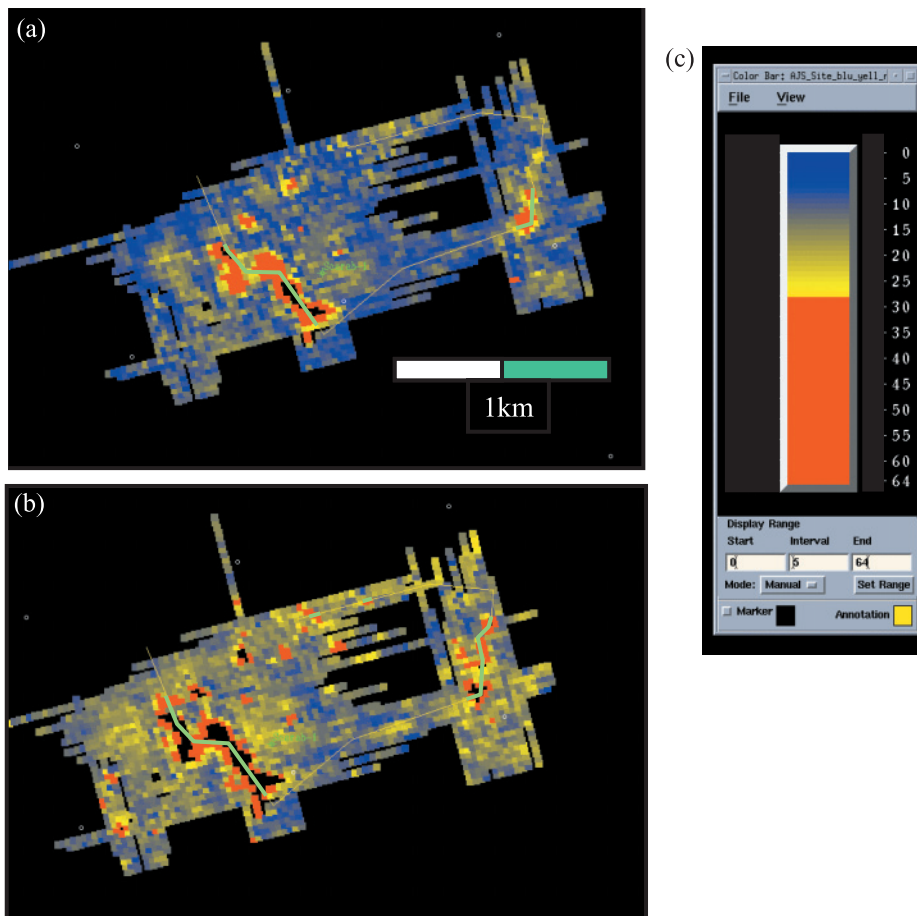 (a)
1km
(b)
(c)
Color Bar: AJS_Site_blu_yell_r
File View
0
5
10
15
20
25
30
35
40
45
50
55
60
64
Display Range
Start Interval End
0 5 64
Mode: Manual Set Range
Marker Annotation